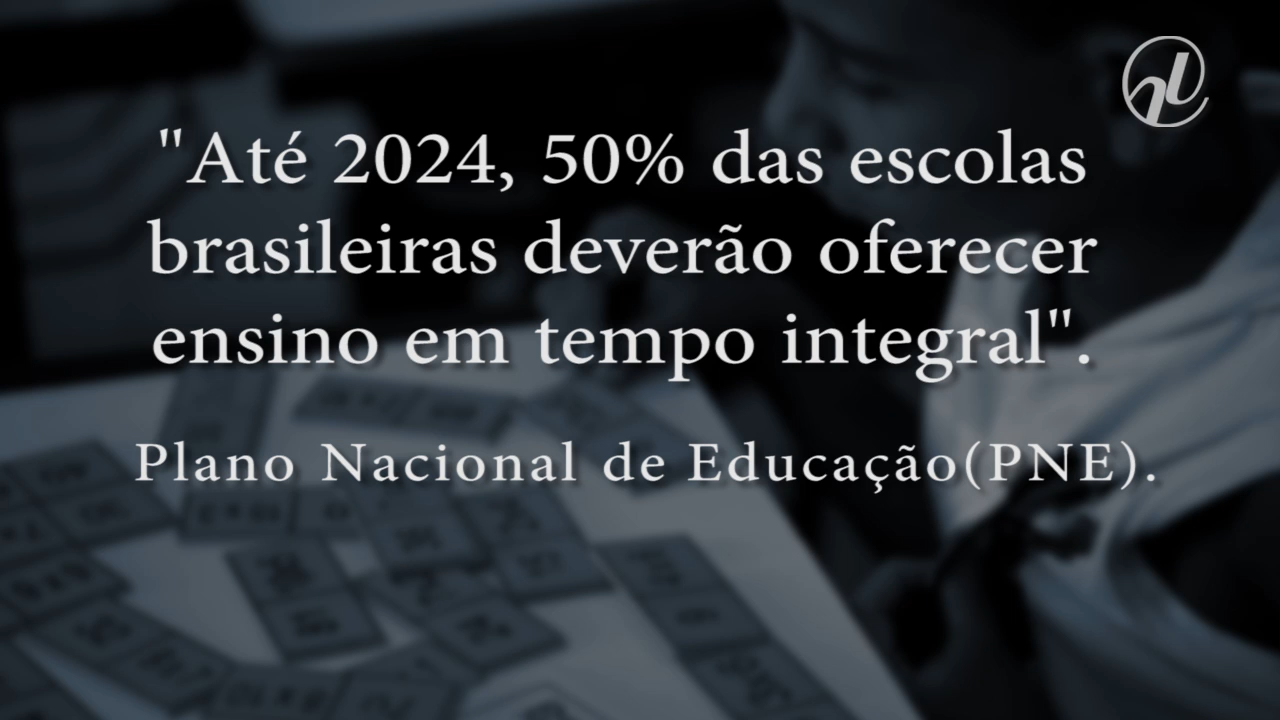 "Até 2024, 50% das escolas
brasileiras deverão oferecer
ensino em tempo integral".
Plano Nacional de Educação(PNE).